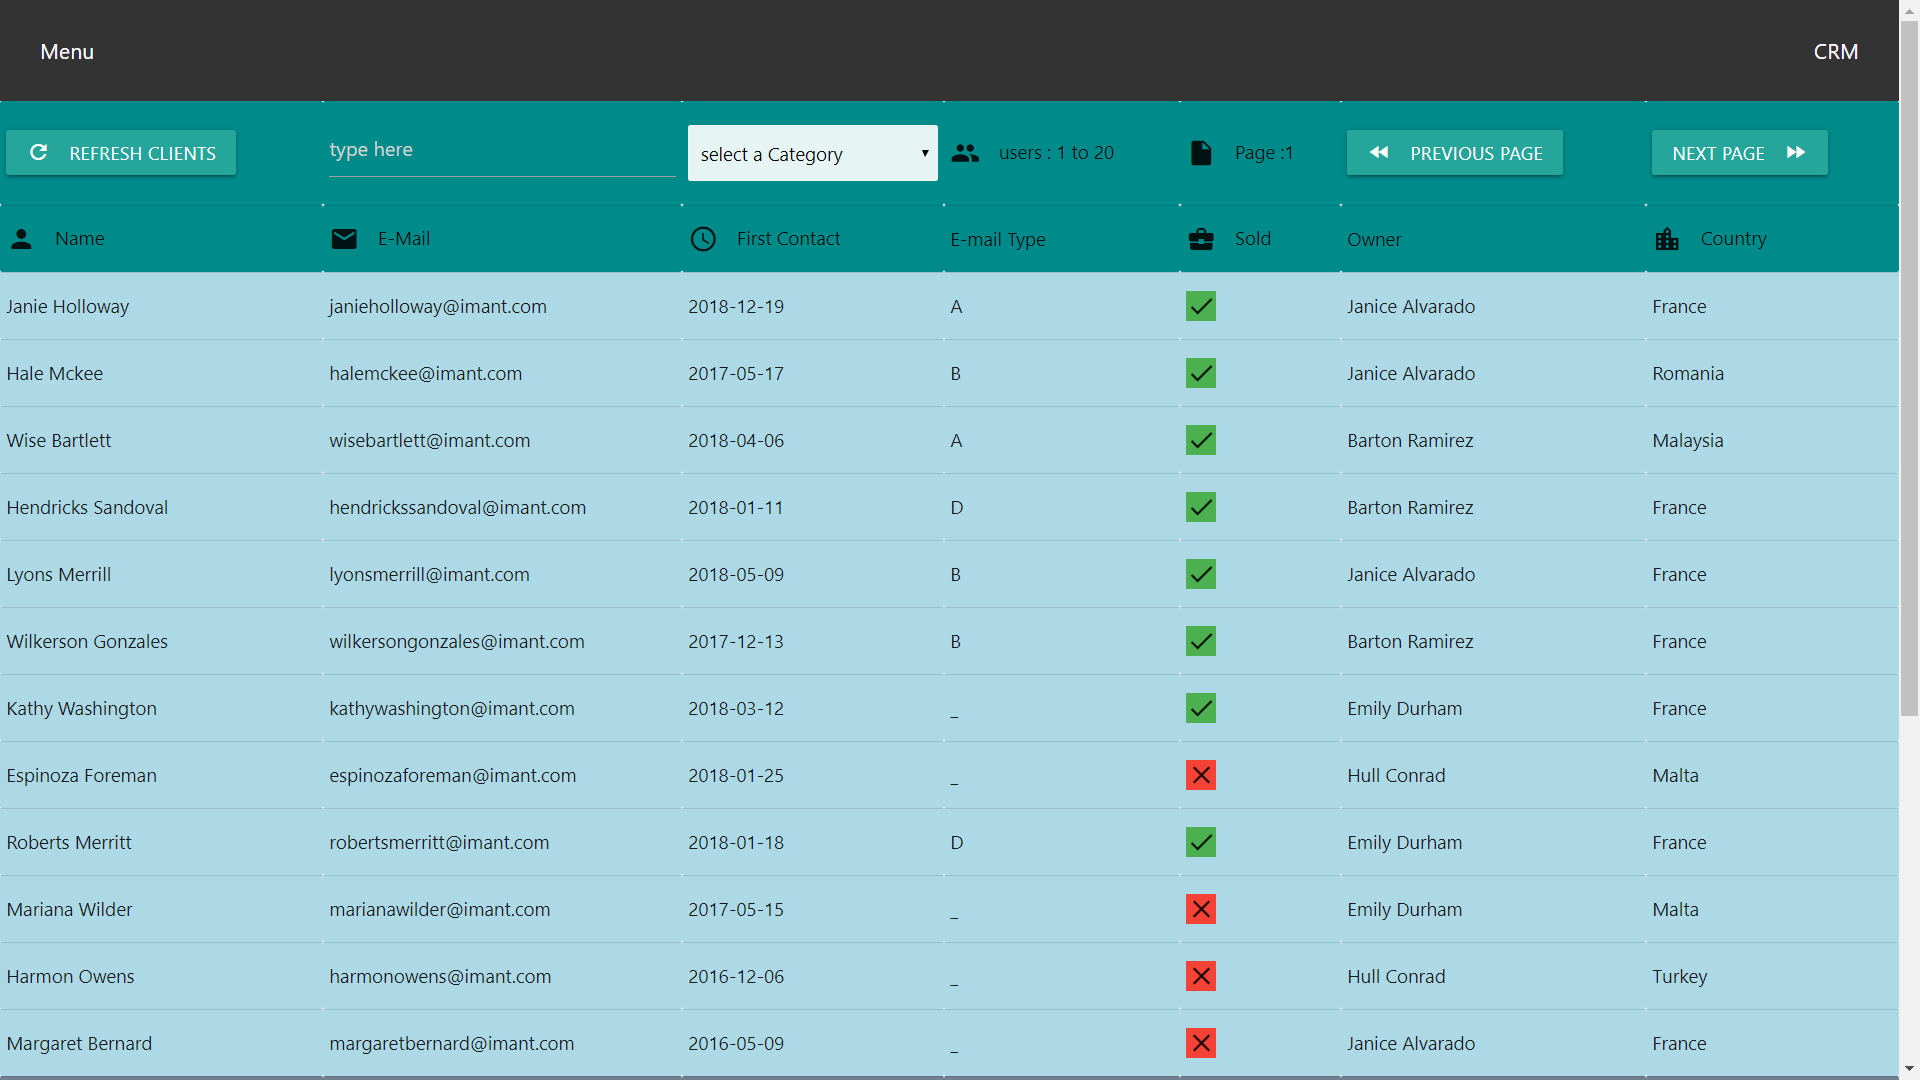 Menu CRM
REFRESH CLIENTS type here select a Category users : 1 to 20 Page :1 PREVIOUS PAGE NEXT PAGE
Name E-Mail First Contact E-mail Type Sold Owner Country
Janie Holloway janieholloway@imant.com 2018-12-19 A Janice Alvarado France
Hale Mckee halemckee@imant.com 2017-05-17 B Janice Alvarado Romania
Wise Bartlett wisebartlett@imant.com 2018-04-06 A Barton Ramirez Malaysia
Hendricks Sandoval hendrickssandoval@imant.com 2018-01-11 D Barton Ramirez France
Lyons Merrill lyonsmerrill@imant.com 2018-05-09 B Janice Alvarado France
Wilkerson Gonzales wilkersongonzales@imant.com 2017-12-13 B Barton Ramirez France
Kathy Washington kathywashington@imant.com 2018-03-12 _ Emily Durham France
Espinoza Foreman espinozaforeman@imant.com 2018-01-25 _ Hull Conrad Malta
Roberts Merritt robertsmerritt@imant.com 2018-01-18 D Emily Durham France
Mariana Wilder marianawilder@imant.com 2017-05-15 _ Emily Durham Malta
Harmon Owens harmonowens@imant.com 2016-12-06 _ Hull Conrad Turkey
Margaret Bernard margaretbernard@imant.com 2016-05-09 _ Janice Alvarado France